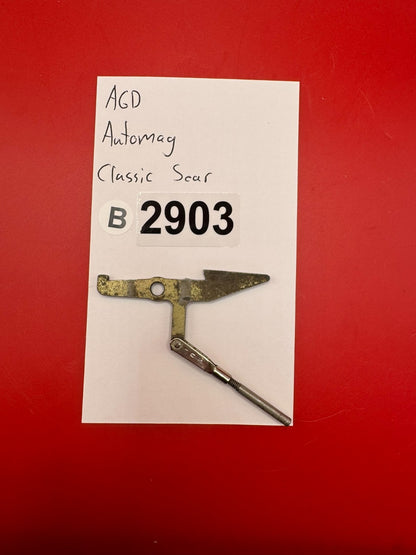 AGD
Automag
Classic Sear
B 2903